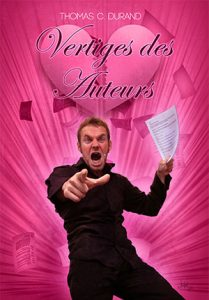 THOMAS C. DURAND
Vertiges des
Auteurs